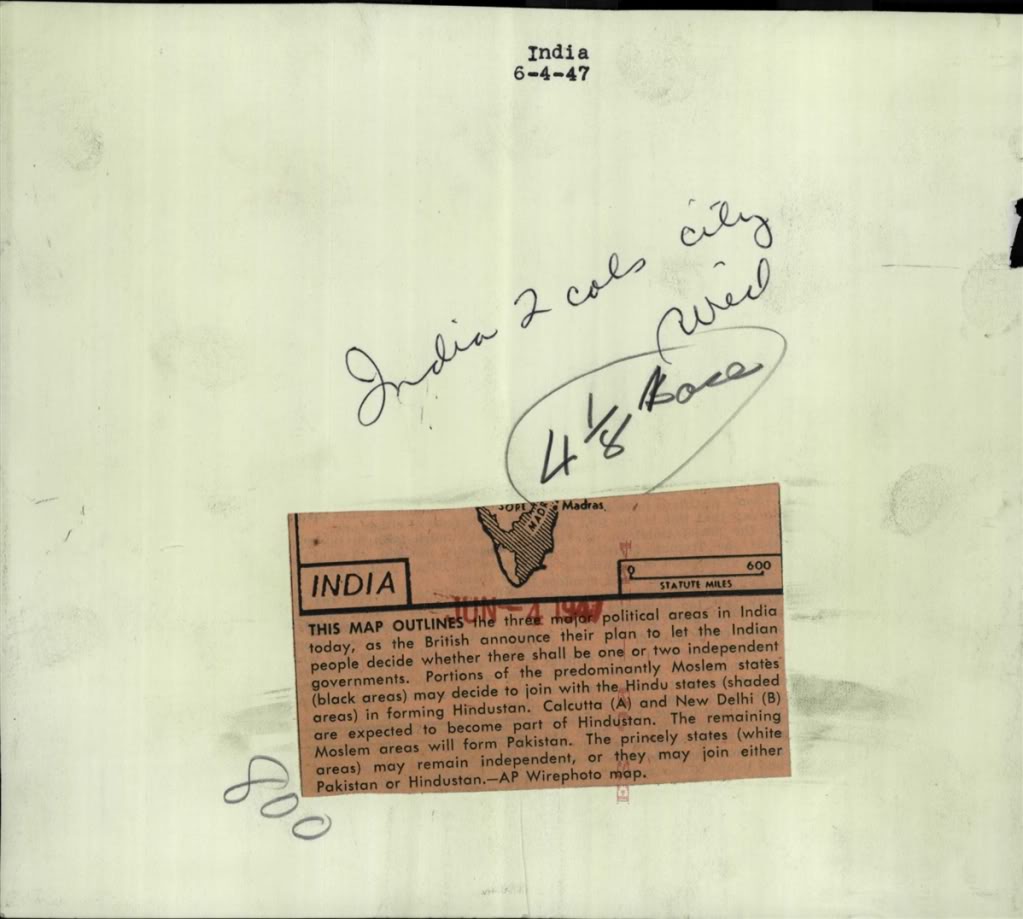 India
6-4-47
India 2 cols city
Wed
4 1/8 base
Madras.
MADR
INDIA
600
STATUTE MILES
JUN -4 1947
THIS MAP OUTLINES the three major political areas in India
today, as the British announce their plan to let the Indian
people decide whether there shall be one or two independent
governments. Portions of the predominantly Moslem states
(black areas) may decide to join with the Hindu states (shaded
areas) in forming Hindustan. Calcutta (A) and New Delhi (B)
are expected to become part of Hindustan. The remaining
Moslem areas will form Pakistan. The princely states (white
areas) may remain independent, or they may join either
Pakistan or Hindustan.—AP Wirephoto map.
800